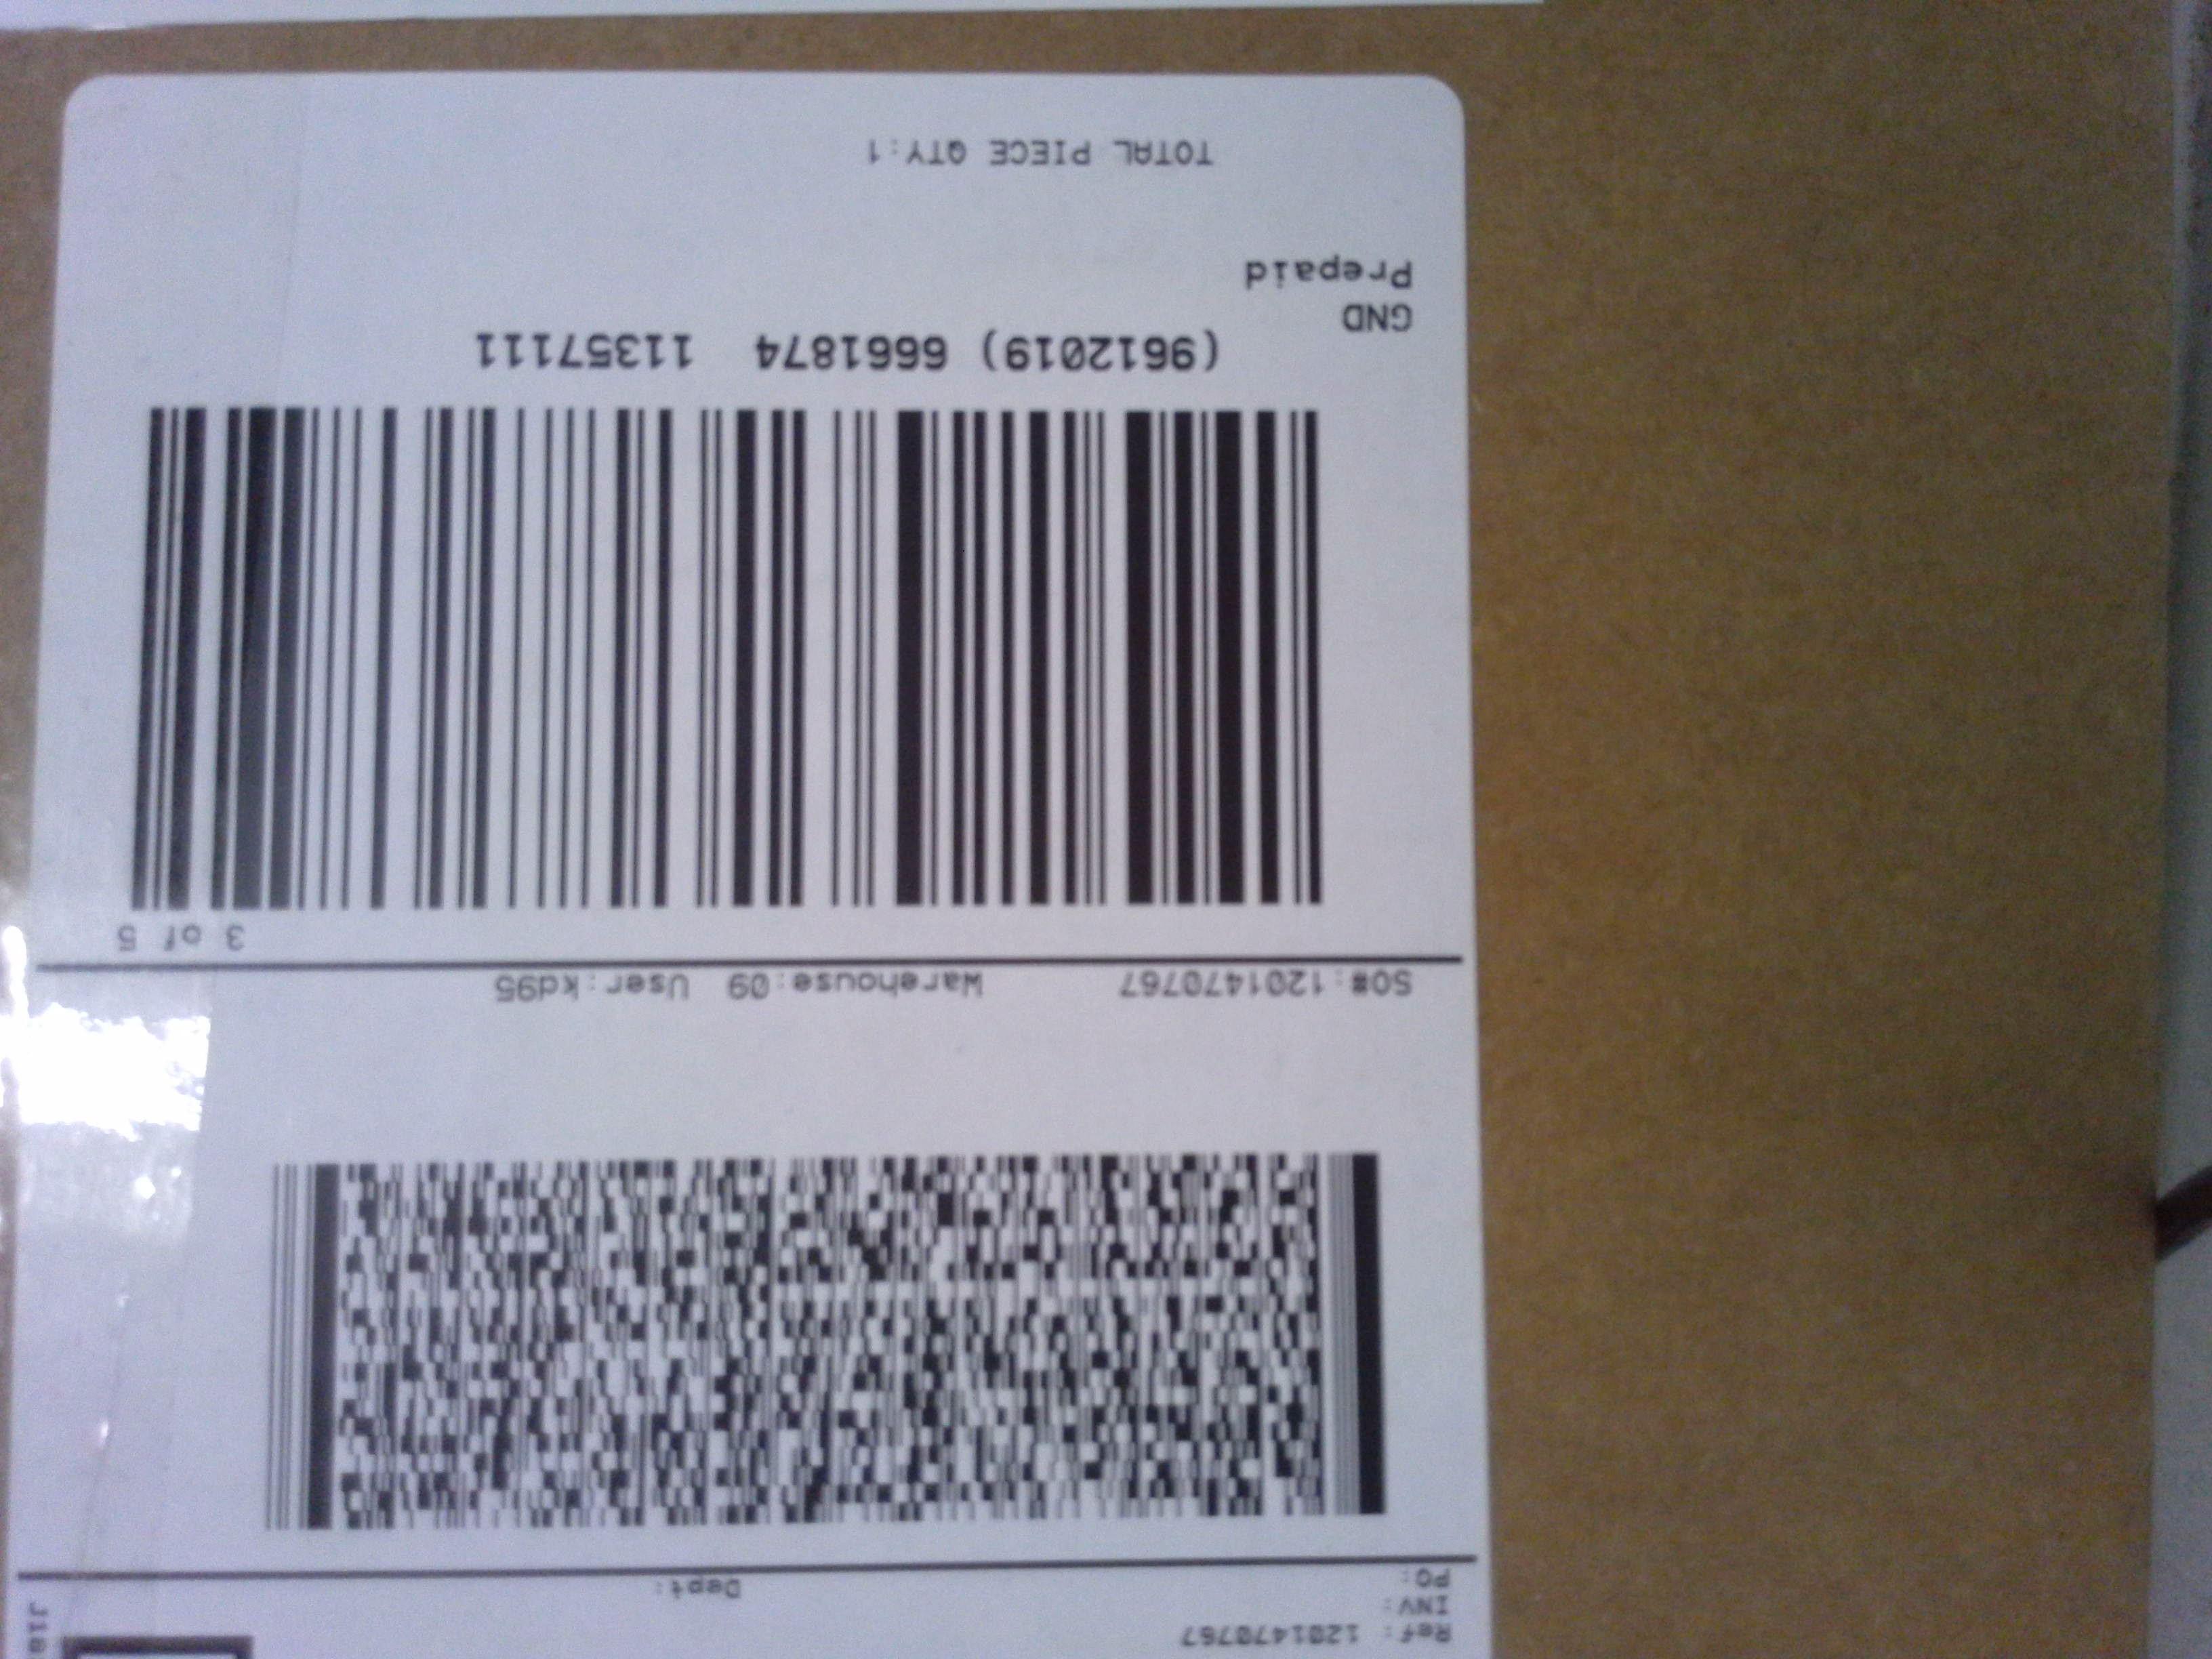 Ref: 1201470767
INV:
PO:
Dept:
SO#:1201470767 Warehouse:09 User:kd95
3 of 5
(9612019) 6661874 11357111
GND
Prepaid
TOTAL PIECE QTY:1